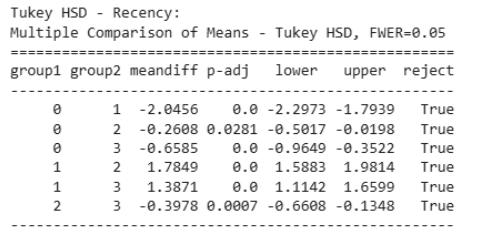 Tukey HSD - Recency:
Multiple Comparison of Means - Tukey HSD, FWER=0.05
====================================================
group1 group2 meandiff p-adj   lower   upper  reject
----------------------------------------------------
     0      1  -2.0456    0.0 -2.2973 -1.7939   True
     0      2  -0.2608 0.0281 -0.5017 -0.0198   True
     0      3  -0.6585    0.0 -0.9649 -0.3522   True
     1      2   1.7849    0.0  1.5883  1.9814   True
     1      3   1.3871    0.0  1.1142  1.6599   True
     2      3  -0.3978 0.0007 -0.6608 -0.1348   True
----------------------------------------------------